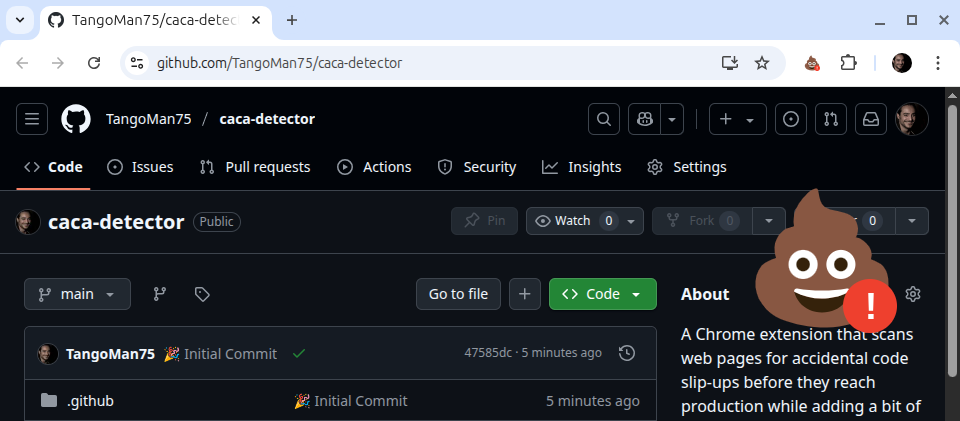 TangoMan75/caca-detec
github.com/TangoMan75/caca-detector
TangoMan75 / caca-detector
Code Issues Pull requests Actions Security Insights Settings
caca-detector Public Pin Watch 0 Fork 0 0
main Go to file Code
About
TangoMan75 🎉 Initial Commit 47585dc · 5 minutes ago
.github 🎉 Initial Commit 5 minutes ago
!
A Chrome extension that scans
web pages for accidental code
slip-ups before they reach
production while adding a bit of